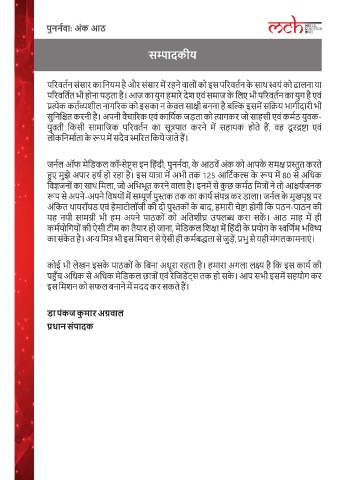 पुनर्नवा: अंक आठ
mch
सम्पादकीय
परिवर्तन संसार का नियम है और संसार में रहने वालों को इस परिवर्तन के साथ स्वयं को ढालना या
परिवर्तित भी होना पड़ता है। आज का युग हमारे देश एवं समाज के लिए भी परिवर्तन का युग है एवं
प्रत्येक कर्तव्यशील नागरिक को इसका न केवल साक्षी बनना है बल्कि इसमें सक्रिय भागीदारी भी
सुनिश्चित करनी है। अपनी वैचारिक एवं कायिक जड़ता को त्यागकर जो साहसी एवं कर्मठ युवक-
युवती किसी सामाजिक परिवर्तन का सूत्रपात करने में सहायक होते हैं, वह दूरद्रष्टा एवं
लोकनिर्माता के रूप में सदैव स्मरित किये जाते हैं।
जर्नल ऑफ मेडिकल कॉन्सेप्ट्स इन हिंदी, पुनर्नवा, के आठवें अंक को आपके समक्ष प्रस्तुत करते
हुए मुझे अपार हर्ष हो रहा है। इस यात्रा में अभी तक 125 आर्टिकल्स के रूप में 80 से अधिक
विद्वजनों का साथ मिला, जो अभिभूत करने वाला है। इनमें से कुछ कर्मठ मित्रों ने तो आश्चर्यजनक
रूप से अपने-अपने विषयों में सम्पूर्ण पुस्तक तक का कार्य संपन्न कर डाला। जर्नल के मुखपृष्ठ पर
अंकित थायरॉयड एवं हेमाटोलॉजी की दो पुस्तकों के बाद, हमारी चेष्टा होगी कि पठन-पाठन की
यह नयी सामग्री भी हम अपने पाठकों को अतिशीघ्र उपलब्ध करा सकें। आठ माह में ही
कर्मयोगियों की ऐसी टीम का तैयार हो जाना, मेडिकल शिक्षा में हिंदी के प्रयोग के स्वर्णिम भविष्य
का संकेत है। अन्य मित्र भी इस मिशन से ऐसी ही कर्मबद्धता से जुड़ें, प्रभु से यही मंगलकामनाएं।
कोई भी लेखन इसके पाठकों के बिना अधूरा रहता है। हमारा अगला लक्ष्य है कि इस कार्य की
पहुँच अधिक से अधिक मेडिकल छात्रों एवं रेजिडेंट्स तक हो सके। आप सभी इसमें सहयोग कर
इस मिशन को सफल बनाने में मदद कर सकते हैं।
डा पंकज कुमार अग्रवाल
प्रधान संपादक